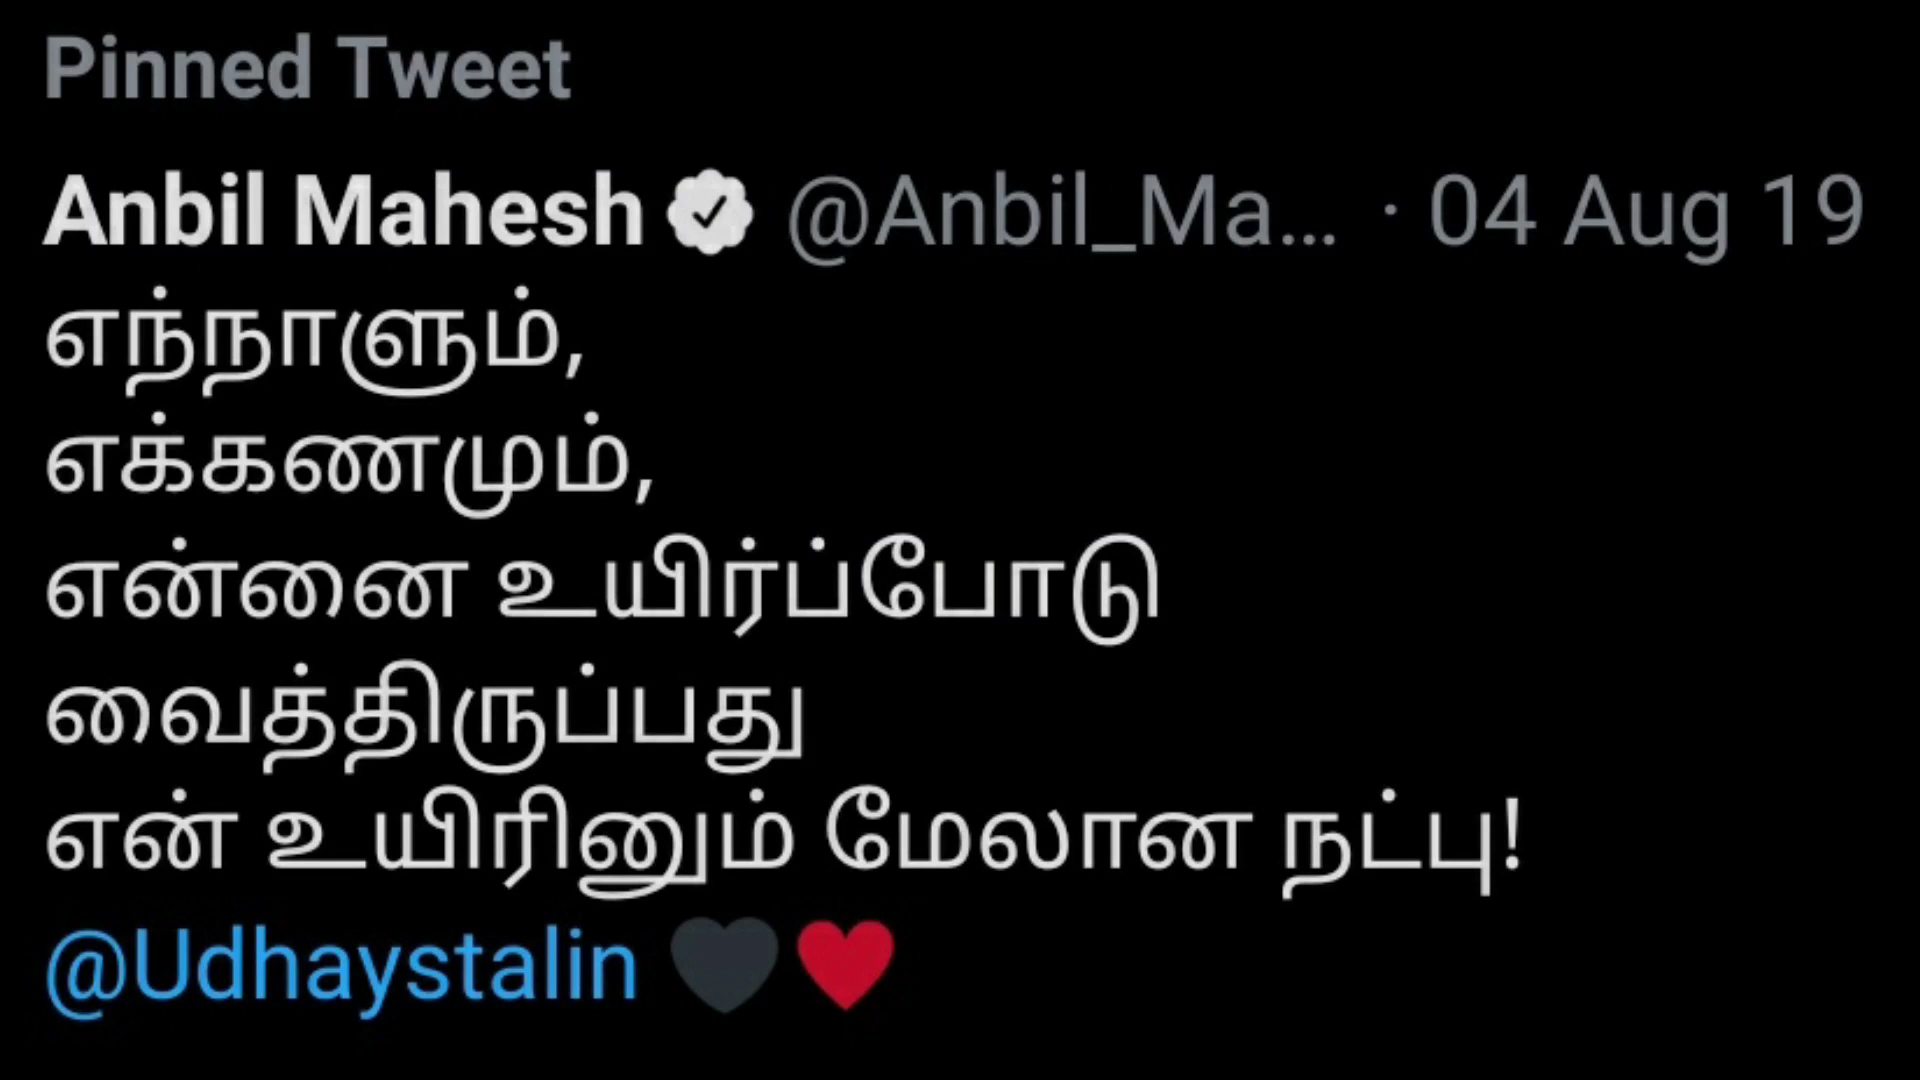 Pinned Tweet
Anbil Mahesh @Anbil_Ma... · 04 Aug 19
எந்நாளும்,
எக்கணமும்,
என்னை உயிர்ப்போடு
வைத்திருப்பது
என் உயிரினும் மேலான நட்பு!
@Udhaystalin 🖤♥️